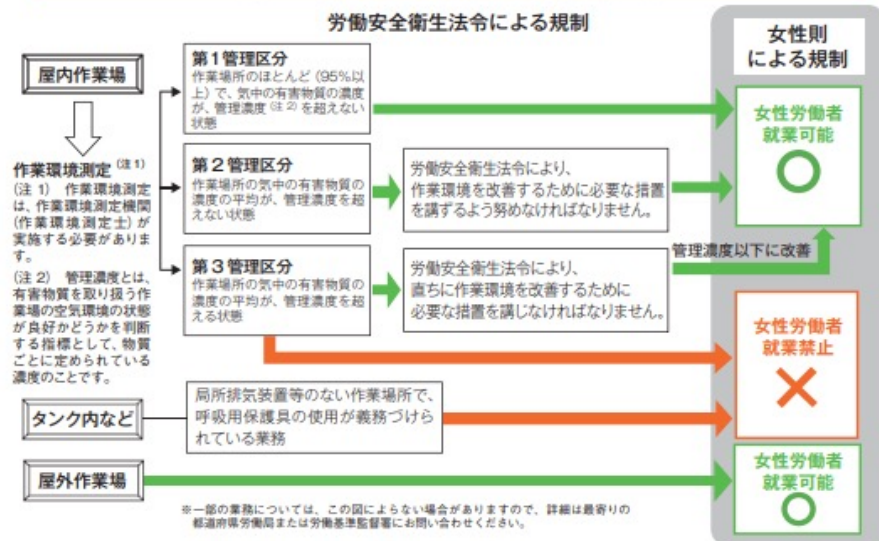 労働安全衛生法令による規制
女性則
による規制
屋内作業場
作業環境測定(注1)
(注1) 作業環境測定
は、作業環境測定機関
(作業環境測定士)が
実施する必要がありま
す。
(注2) 管理濃度とは、
有害物質を取り扱う作
業場の空気環境の状態
が良好かどうかを判断
する指標として、物質
ごとに定められている
濃度のことです。
第1管理区分
作業場所のほとんど(95%以
上)で、気中の有害物質の濃度
が、管理濃度(注2)を超えない
状態
第2管理区分
作業場所の気中の有害物質の
濃度の平均が、管理濃度を超
えない状態
労働安全衛生法令により、
作業環境を改善するために必要な措置
を講ずるよう努めなければなりません。
第3管理区分
作業場所の気中の有害物質の
濃度の平均が、管理濃度を超
える状態
労働安全衛生法令により、
直ちに作業環境を改善するために
必要な措置を講じなければなりません。
管理濃度以下に改善
女性労働者
就業可能
女性労働者
就業禁止
タンク内など
局所排気装置等のない作業場所で、
呼吸用保護具の使用が義務づけら
れている業務
屋外作業場
女性労働者
就業可能
※一部の業務については、この図によらない場合がありますので、詳細は最寄りの
都道府県労働局または労働基準監督署にお問い合わせください。